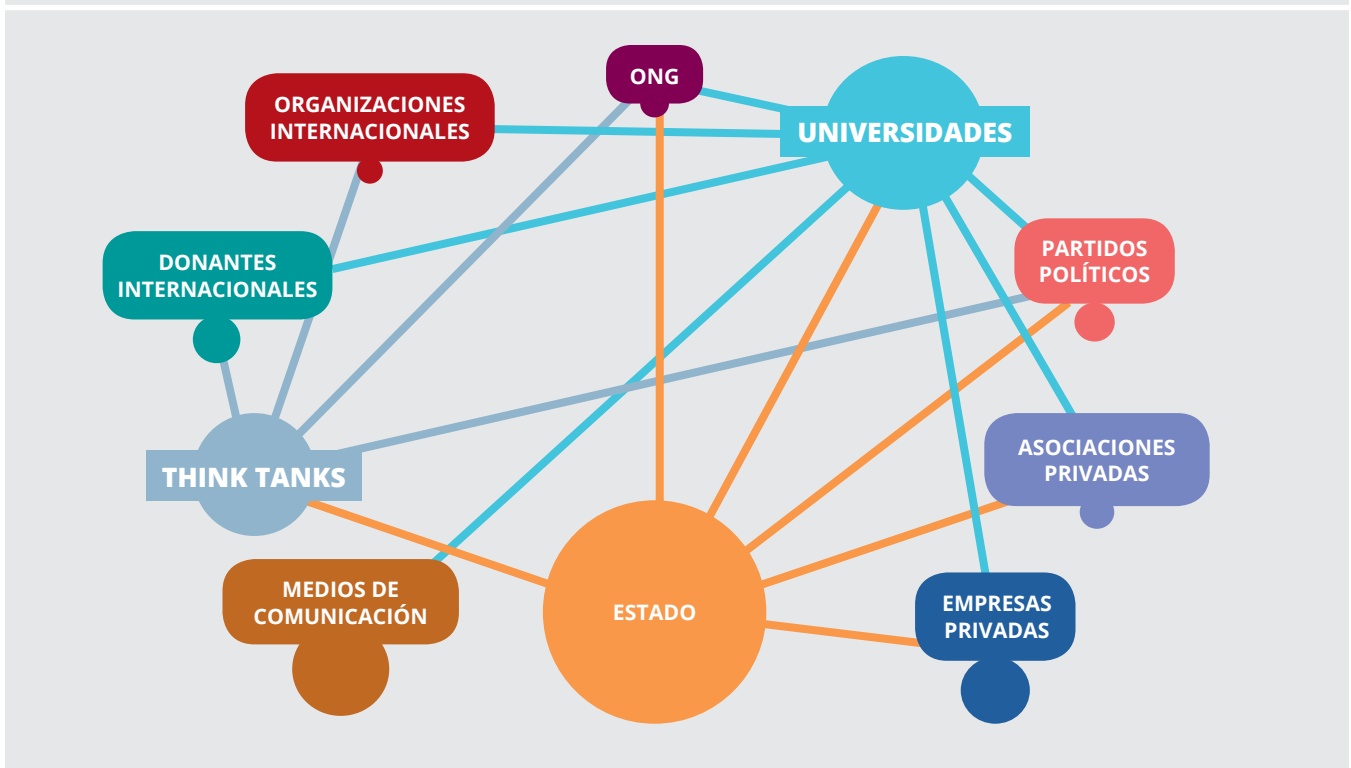 ONG
ORGANIZACIONES
INTERNACIONALES
UNIVERSIDADES
DONANTES
INTERNACIONALES
PARTIDOS
POLÍTICOS
THINK TANKS
ASOCIACIONES
PRIVADAS
MEDIOS DE
COMUNICACIÓN
ESTADO
EMPRESAS
PRIVADAS